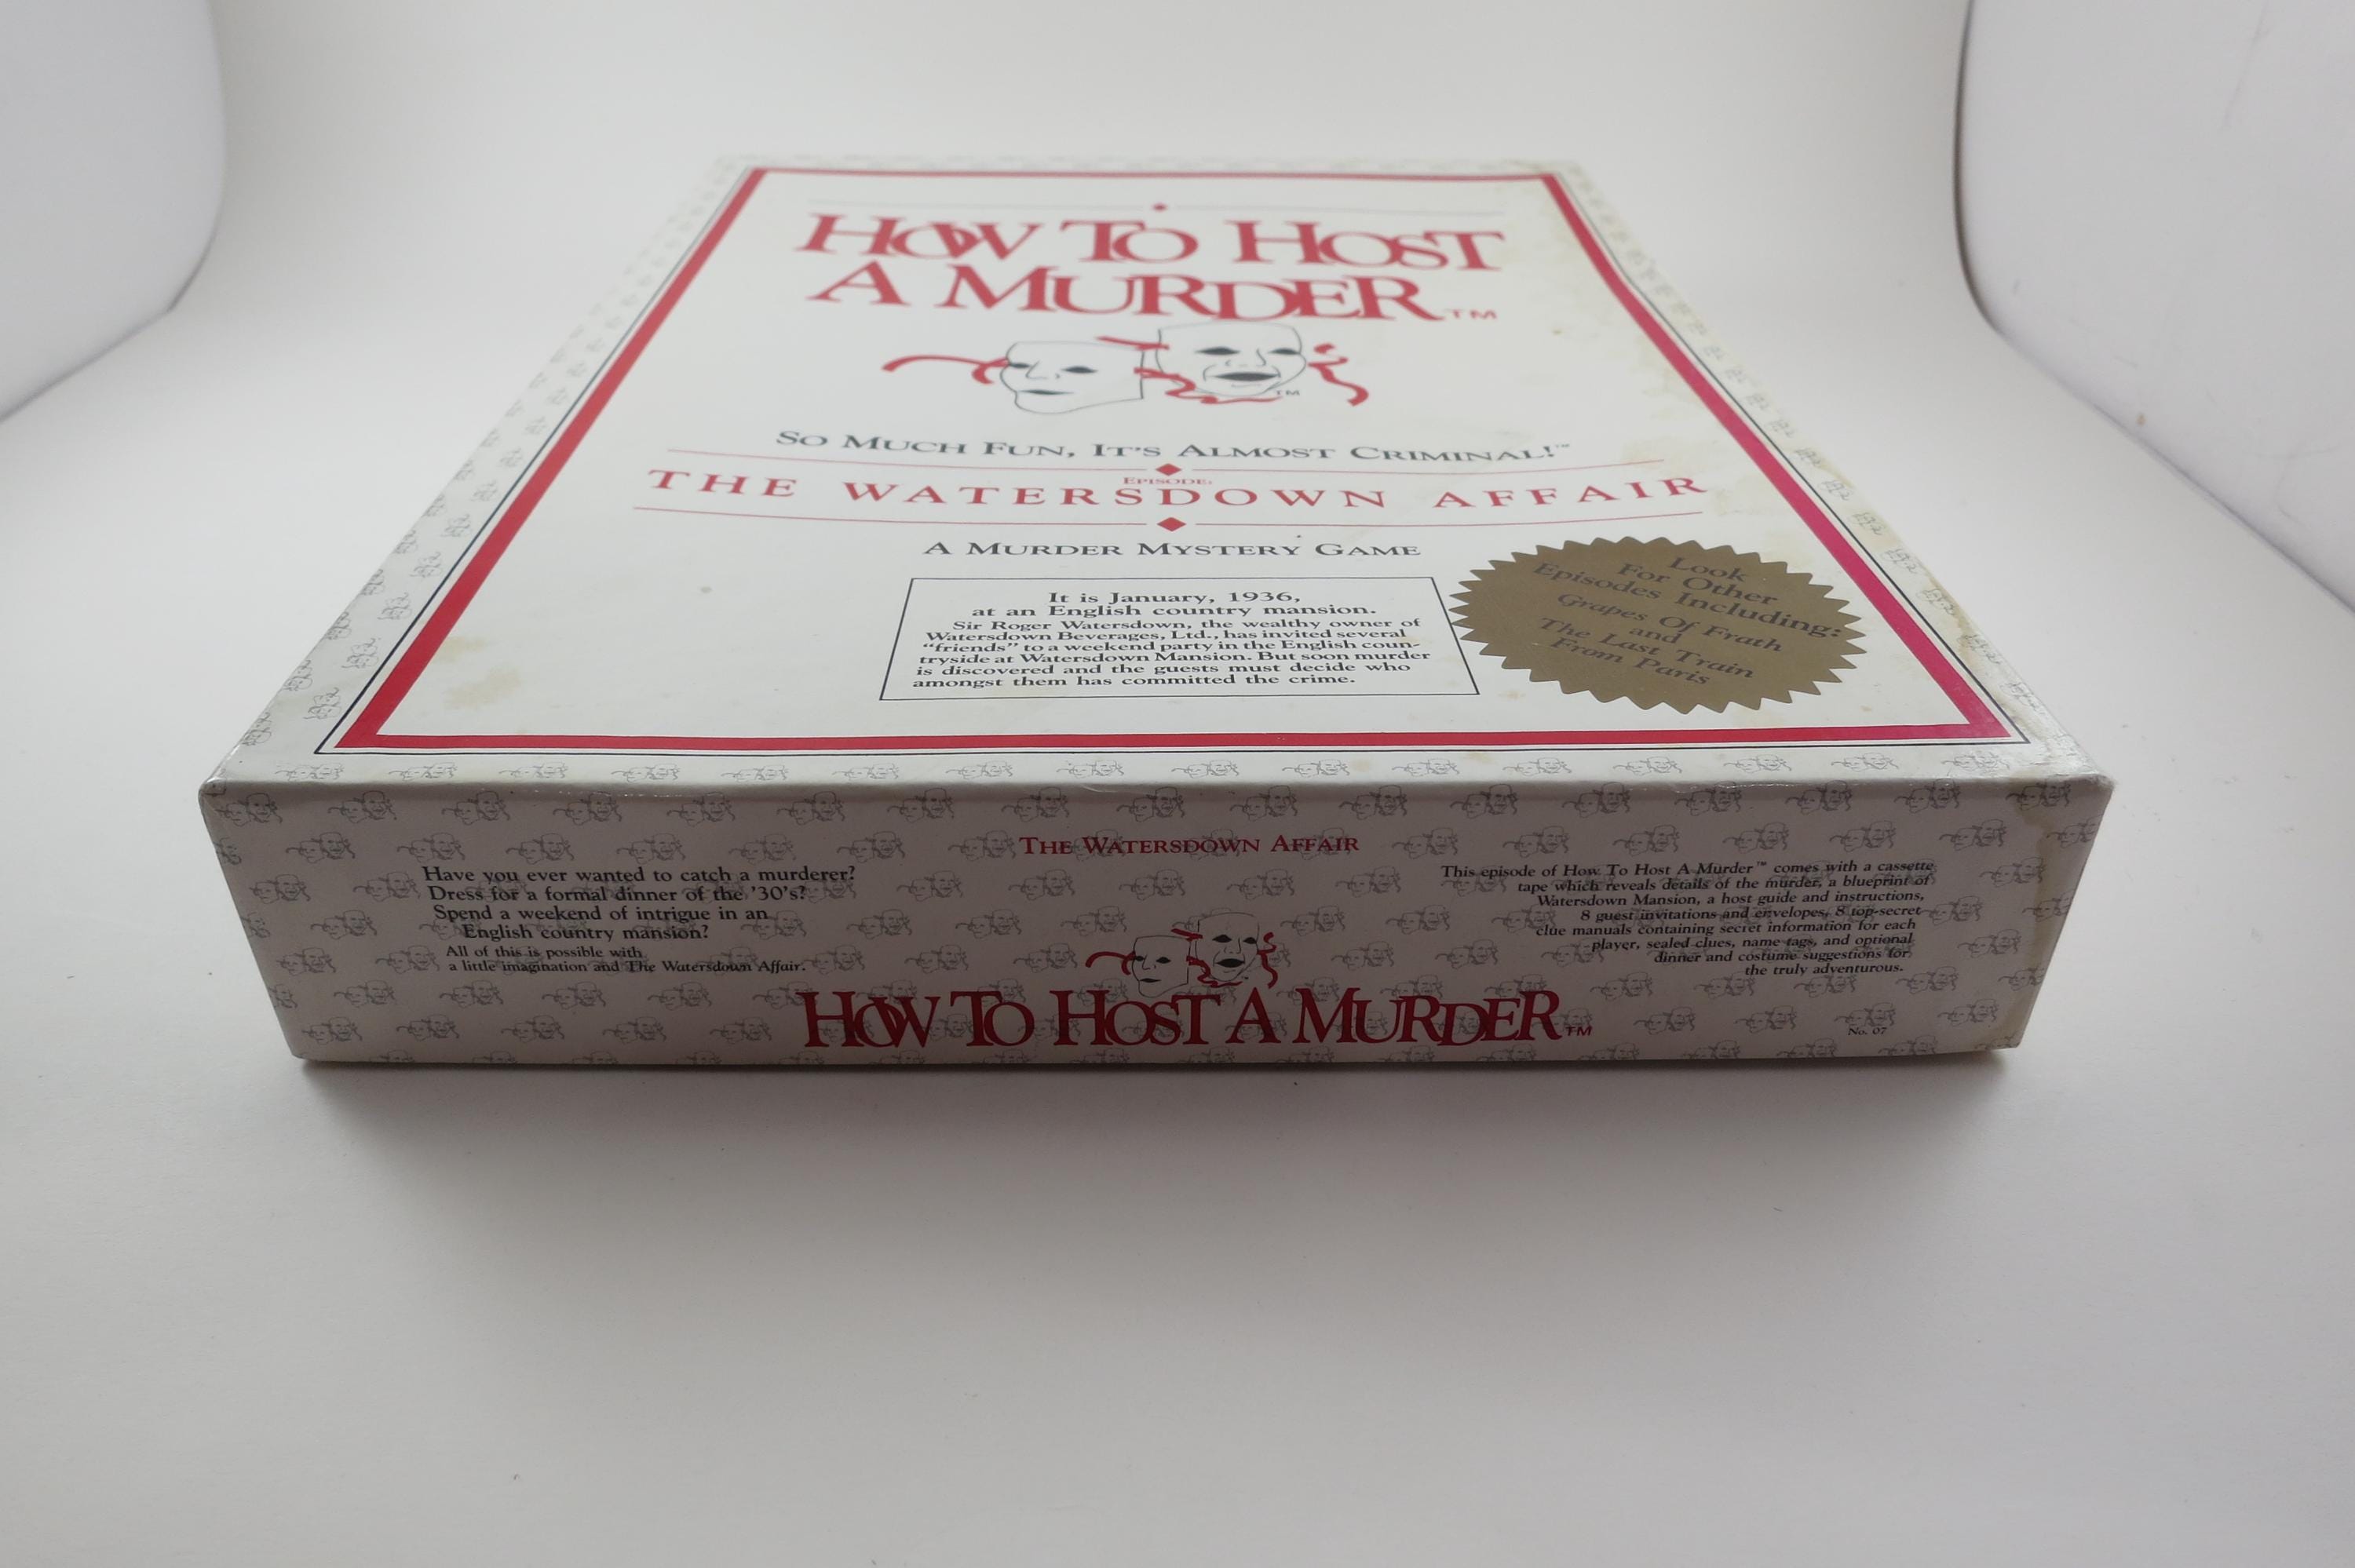 HOW TO HOST
A MURDER™
TM
SO MUCH FUN, IT'S ALMOST CRIMINAL!™
EPISODE:
THE WATERSDOWN AFFAIR
A MURDER MYSTERY GAME
It is January, 1936,
at an English country mansion.
Sir Roger Watersdown, the wealthy owner of
Watersdown Beverages, Ltd., has invited several
"friends" to a weekend party in the English coun-
tryside at Watersdown Mansion. But soon murder
is discovered and the guests must decide who
amongst them has committed the crime.
Look
For Other
Episodes Including:
Grapes Of Frath
and
The Last Train
From Paris
THE WATERSDOWN AFFAIR
Have you ever wanted to catch a murderer?
Dress for a formal dinner of the '30's?
Spend a weekend of intrigue in an
English country mansion?
All of this is possible with
a little imagination and The Watersdown Affair.
This episode of How To Host A Murder™ comes with a cassette
tape which reveals details of the murder, a blueprint of
Watersdown Mansion, a host guide and instructions,
8 guest invitations and envelopes, 8 top-secret
clue manuals containing secret information for each
player, sealed clues, name tags, and optional
dinner and costume suggestions for
the truly adventurous.
HOW TO HOST A MURDER™
No. 07